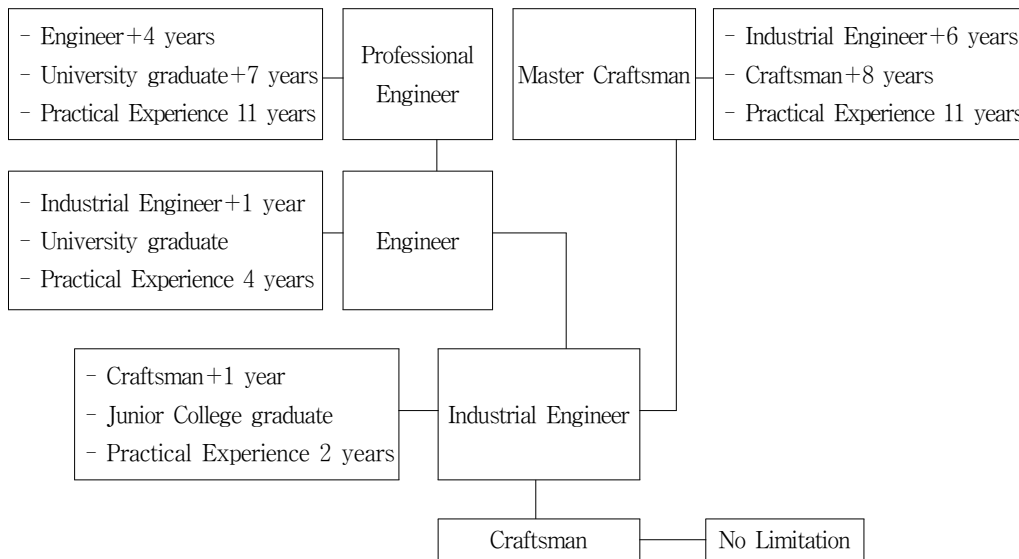 - Engineer+4 years
- University graduate+7 years
- Practical Experience 11 years
Professional
Engineer
Master Craftsman
- Industrial Engineer+6 years
- Craftsman+8 years
- Practical Experience 11 years
- Industrial Engineer+1 year
- University graduate
- Practical Experience 4 years
Engineer
- Craftsman+1 year
- Junior College graduate
- Practical Experience 2 years
Industrial Engineer
Craftsman
No Limitation